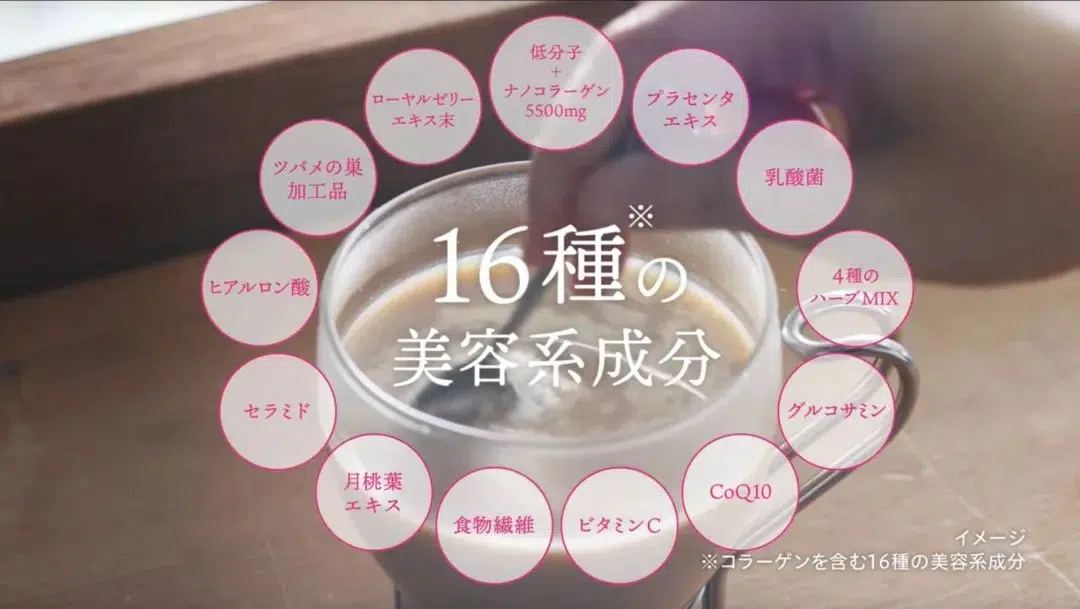 16種※の
美容系成分
低分子
+
ナノコラーゲン
5500mg
プラセンタ
エキス
乳酸菌
4種の
ハーブMIX
グルコサミン
CoQ10
ビタミンC
食物繊維
月桃葉
エキス
セラミド
ヒアルロン酸
ツバメの巣
加工品
ローヤルゼリー
エキス末
イメージ
※コラーゲンを含む16種の美容系成分